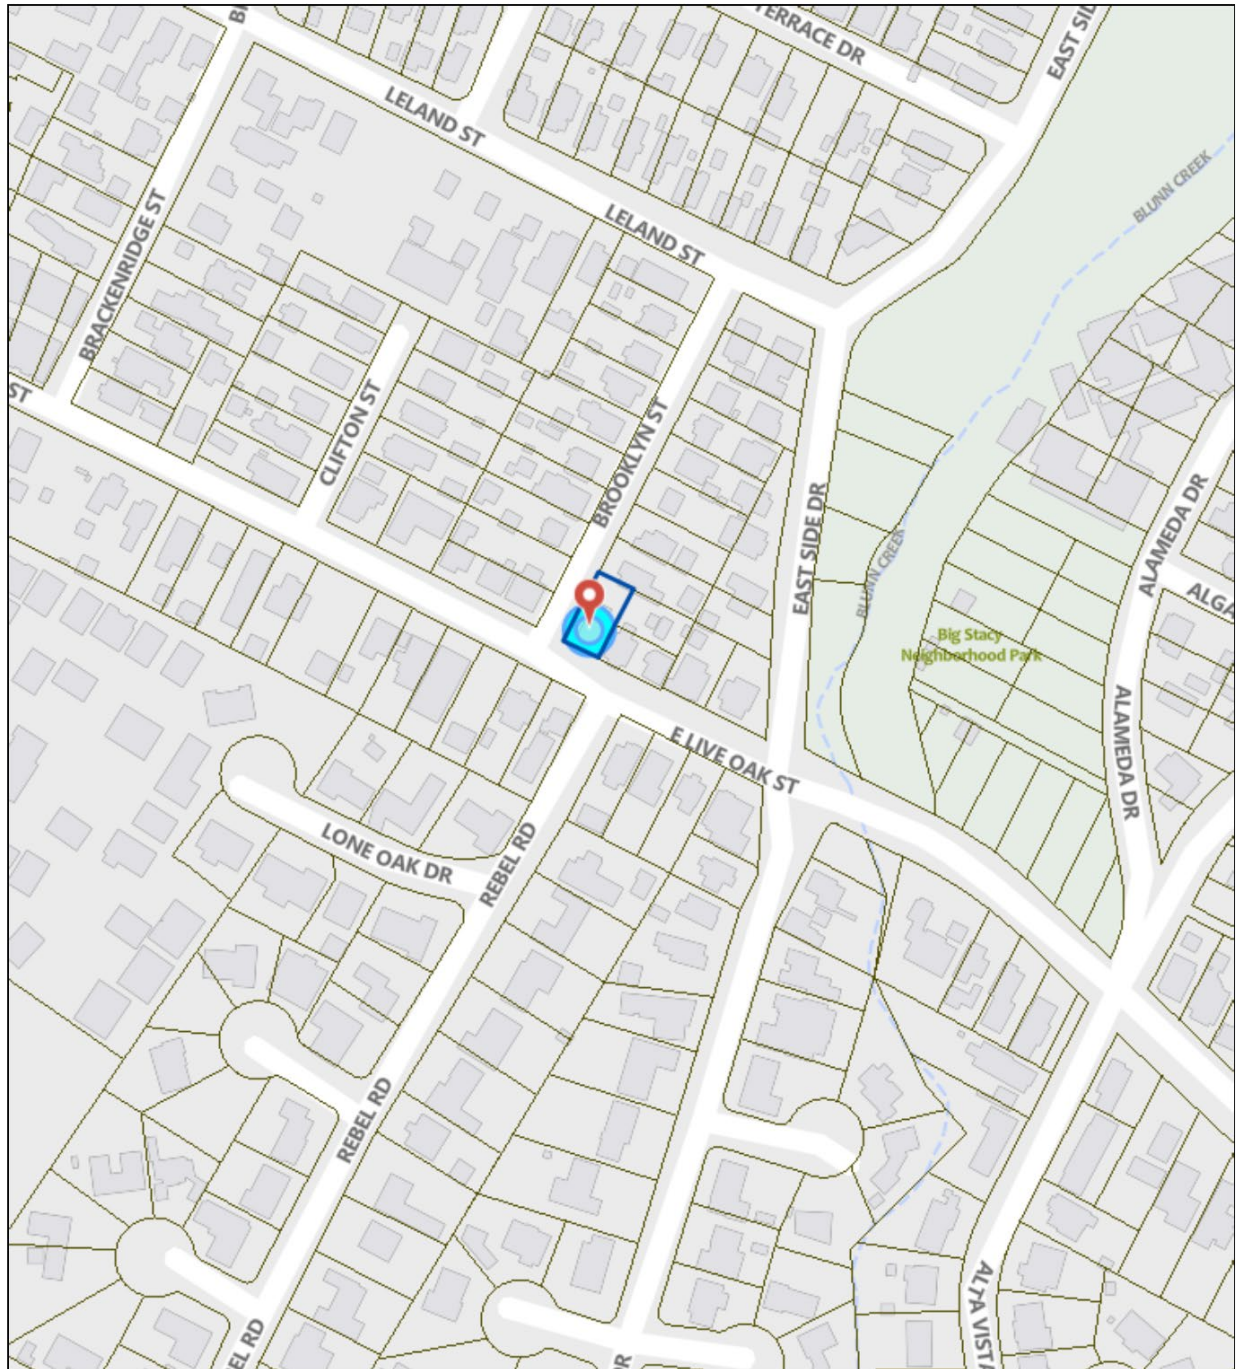 TERRACE DR
EAST SID
LELAND ST
BLUNN CREEK
LELAND ST
BRACKENRIDGE ST
ST
CLIFTON ST
BROOKLYN ST
EAST SIDE DR
BLUNN CREEK
ALAMEDA DR
ALGA
Big Stacy
Neighborhood Park
ALAMEDA DR
E LIVE OAK ST
LONE OAK DR
REBEL RD
REBEL RD
ALTA VISTA
EL RD
R